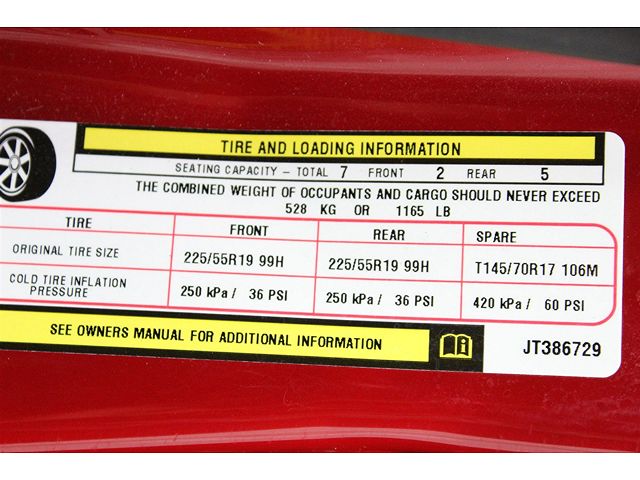 TIRE AND LOADING INFORMATION
SEATING CAPACITY – TOTAL 7 FRONT 2 REAR 5
THE COMBINED WEIGHT OF OCCUPANTS AND CARGO SHOULD NEVER EXCEED
528 KG OR 1165 LB
TIRE FRONT REAR SPARE
ORIGINAL TIRE SIZE 225/55R19 99H 225/55R19 99H T145/70R17 106M
COLD TIRE INFLATION
PRESSURE 250 kPa / 36 PSI 250 kPa / 36 PSI 420 kPa / 60 PSI
SEE OWNERS MANUAL FOR ADDITIONAL INFORMATION
JT386729